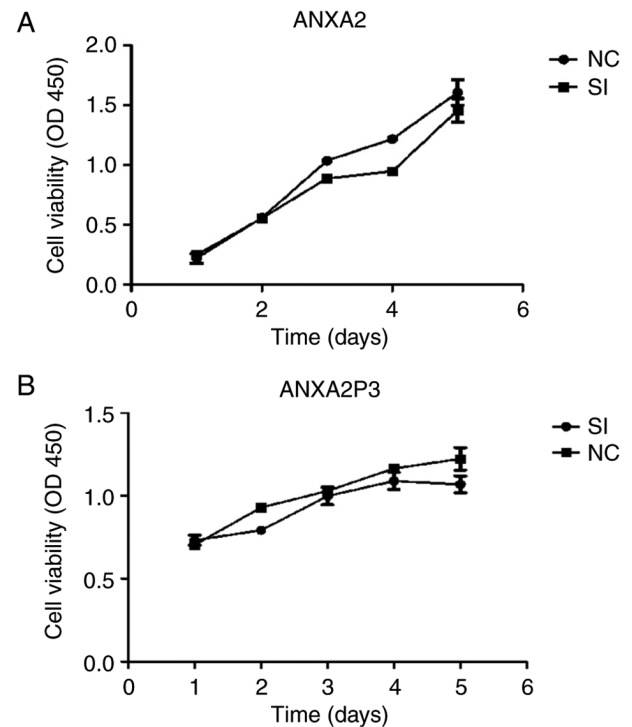 A
ANXA2
Cell viability (OD 450)
2.0
1.5
1.0
0.5
0.0
0 2 4 6
Time (days)
NC
SI
B
ANXA2P3
Cell viability (OD 450)
1.5
1.0
0.5
0.0
0 1 2 3 4 5 6
Time (days)
SI
NC